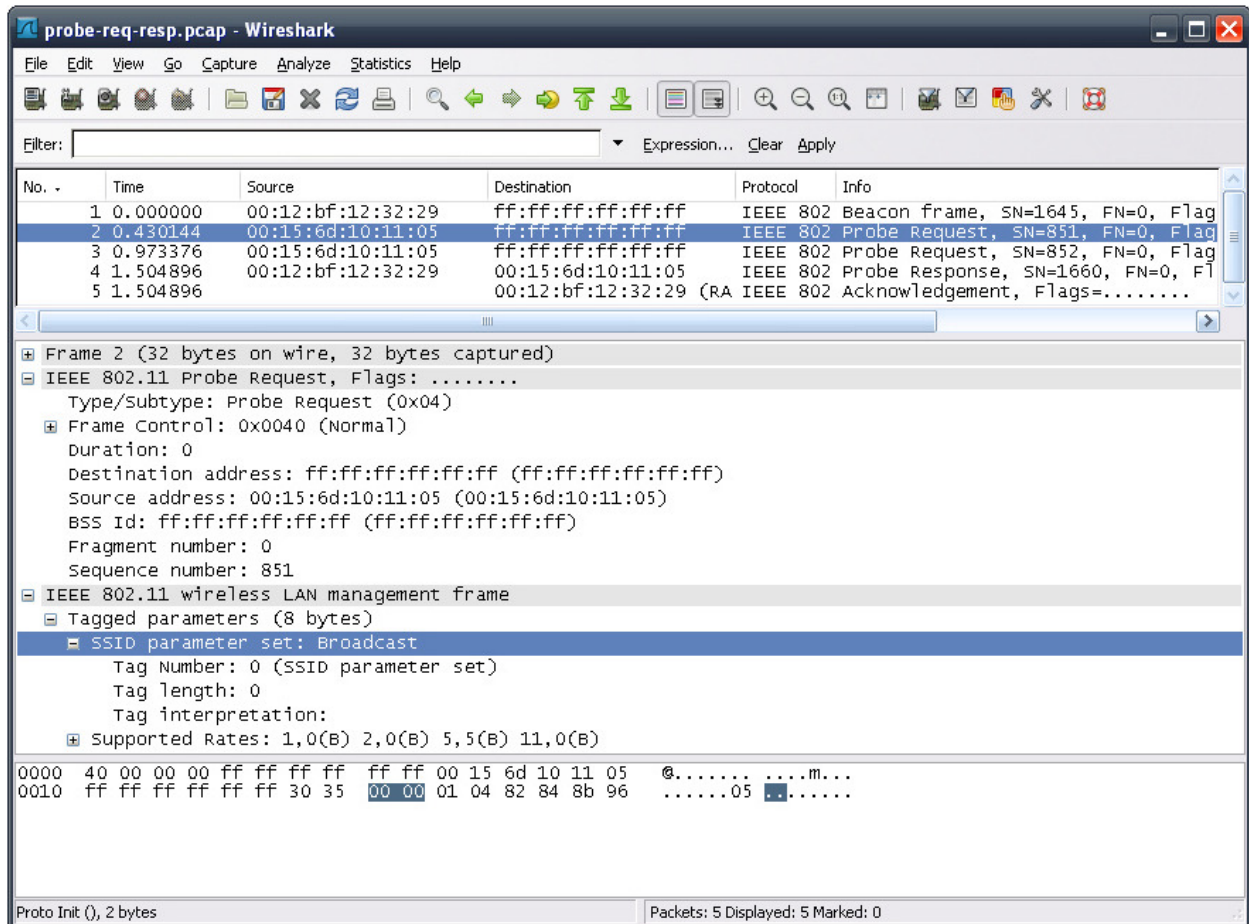 probe-req-resp.pcap - Wireshark
File Edit View Go Capture Analyze Statistics Help
Filter: Expression... Clear Apply
No. Time Source Destination Protocol Info
1 0.000000 00:12:bf:12:32:29 ff:ff:ff:ff:ff:ff IEEE 802 Beacon frame, SN=1645, FN=0, Flag
2 0.430144 00:15:6d:10:11:05 ff:ff:ff:ff:ff:ff IEEE 802 Probe Request, SN=851, FN=0, Flag
3 0.973376 00:15:6d:10:11:05 ff:ff:ff:ff:ff:ff IEEE 802 Probe Request, SN=852, FN=0, Flag
4 1.504896 00:12:bf:12:32:29 00:15:6d:10:11:05 IEEE 802 Probe Response, SN=1660, FN=0, Fl
5 1.504896 00:12:bf:12:32:29 (RA IEEE 802 Acknowledgement, Flags=........
Frame 2 (32 bytes on wire, 32 bytes captured)
IEEE 802.11 Probe Request, Flags: ........
Type/Subtype: Probe Request (0x04)
Frame Control: 0x0040 (Normal)
Duration: 0
Destination address: ff:ff:ff:ff:ff:ff (ff:ff:ff:ff:ff:ff)
Source address: 00:15:6d:10:11:05 (00:15:6d:10:11:05)
BSS Id: ff:ff:ff:ff:ff:ff (ff:ff:ff:ff:ff:ff)
Fragment number: 0
Sequence number: 851
IEEE 802.11 wireless LAN management frame
Tagged parameters (8 bytes)
SSID parameter set: Broadcast
Tag Number: 0 (SSID parameter set)
Tag length: 0
Tag interpretation:
Supported Rates: 1,0(B) 2,0(B) 5,5(B) 11,0(B)
0000 40 00 00 00 ff ff ff ff ff ff 00 15 6d 10 11 05 @....... ....m...
0010 ff ff ff ff ff ff 30 35 00 00 01 04 82 84 8b 96 ......05 ........
Proto Init (), 2 bytes Packets: 5 Displayed: 5 Marked: 0